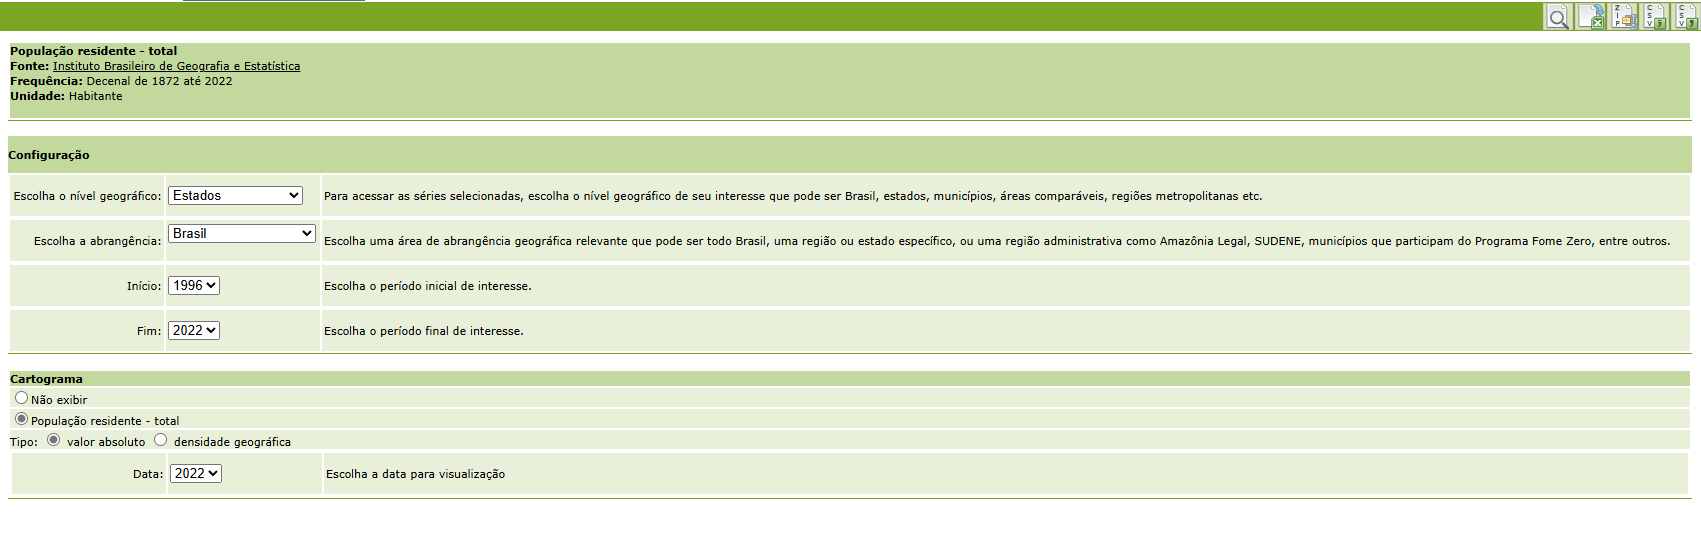 ZIP
CSV ;
CSV ,
População residente - total
Fonte: Instituto Brasileiro de Geografia e Estatística
Frequência: Decenal de 1872 até 2022
Unidade: Habitante
Configuração
Escolha o nível geográfico: Estados Para acessar as séries selecionadas, escolha o nível geográfico de seu interesse que pode ser Brasil, estados, municípios, áreas comparáveis, regiões metropolitanas etc.
Escolha a abrangência: Brasil Escolha uma área de abrangência geográfica relevante que pode ser todo Brasil, uma região ou estado específico, ou uma região administrativa como Amazônia Legal, SUDENE, municípios que participam do Programa Fome Zero, entre outros.
Início: 1996 Escolha o período inicial de interesse.
Fim: 2022 Escolha o período final de interesse.
Cartograma
Não exibir
População residente - total
Tipo: valor absoluto densidade geográfica
Data: 2022 Escolha a data para visualização